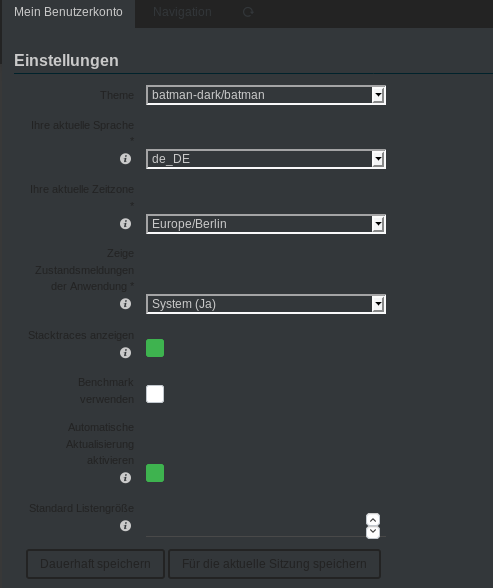 Mein Benutzerkonto Navigation
Einstellungen
Theme batman-dark/batman
Ihre aktuelle Sprache
*
de_DE
Ihre aktuelle Zeitzone
*
Europe/Berlin
Zeige
Zustandsmeldungen
der Anwendung *
System (Ja)
Stacktraces anzeigen
Benchmark
verwenden
Automatische
Aktualisierung
aktivieren
Standard Listengröße
Dauerhaft speichern Für die aktuelle Sitzung speichern